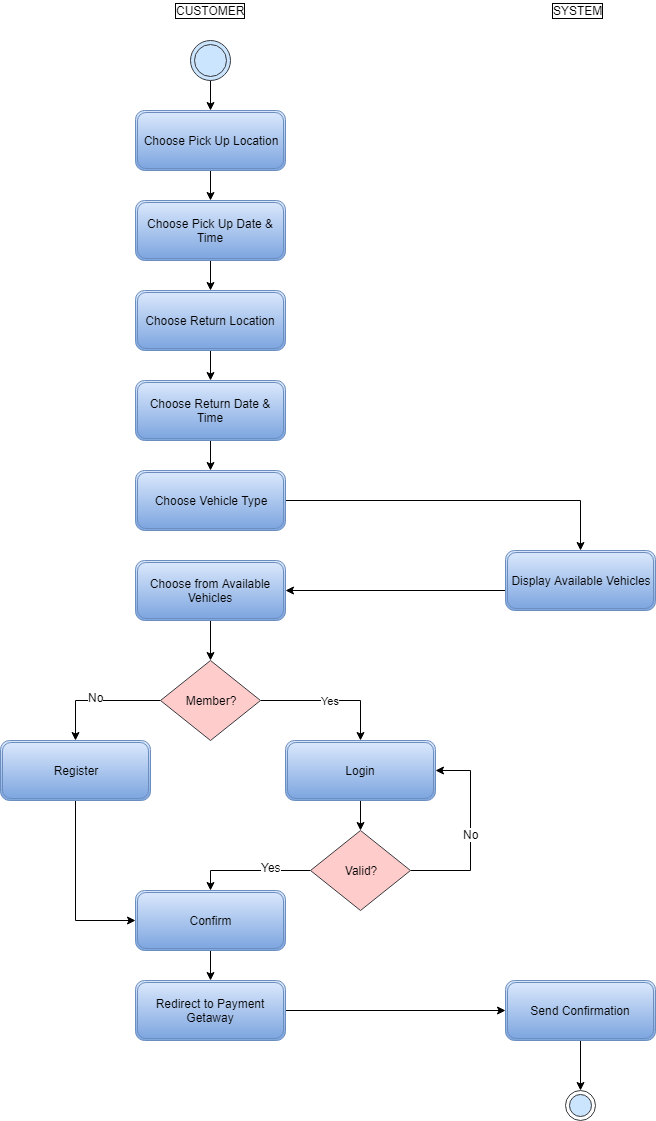 CUSTOMER
SYSTEM
Choose Pick Up Location
Choose Pick Up Date &
Time
Choose Return Location
Choose Return Date &
Time
Choose Vehicle Type
Display Available Vehicles
Choose from Available
Vehicles
Member?
No
Yes
Register
Login
No
Valid?
Yes
Confirm
Redirect to Payment
Getaway
Send Confirmation